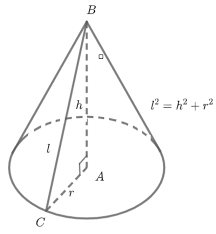 B
h
l² = h² + r²
l
A
r
C